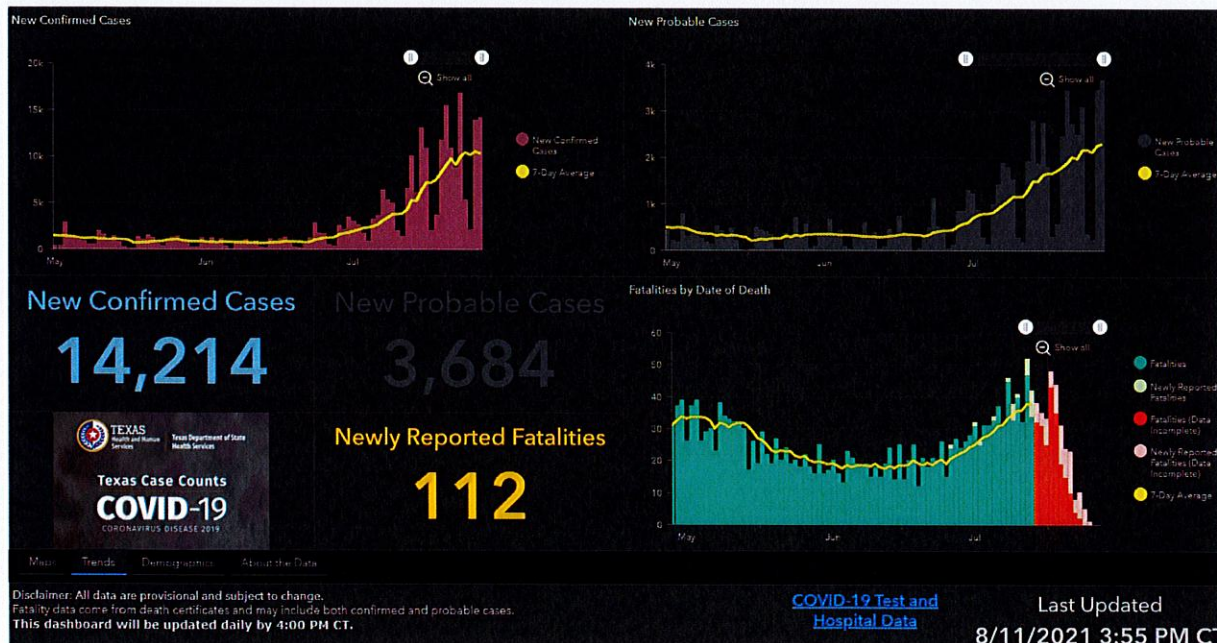 New Confirmed Cases
20k
15k
10k
5k
0
May
Jun
Jul
Show all
New Confirmed
Cases
7-Day Average
New Probable Cases
4k
3k
2k
1k
0
May
Jun
Jul
Show all
New Probable
Cases
7-Day Average
New Confirmed Cases
14,214
New Probable Cases
3,684
TEXAS
Health and Human
Services
Texas Department of State
Health Services
Texas Case Counts
COVID-19
CORONAVIRUS DISEASE 2019
Newly Reported Fatalities
112
Fatalities by Date of Death
60
50
40
30
20
10
0
May
Jun
Jul
Show all
Fatalities
Newly Reported
Fatalities
Fatalities (Data
Incomplete)
Newly Reported
Fatalities (Data
Incomplete)
7-Day Average
Maps
Trends
Demographics
About the Data
Disclaimer: All data are provisional and subject to change.
Fatality data come from death certificates and may include both confirmed and probable cases.
This dashboard will be updated daily by 4:00 PM CT.
COVID-19 Test and
Hospital Data
Last Updated
8/11/2021 3:55 PM CT